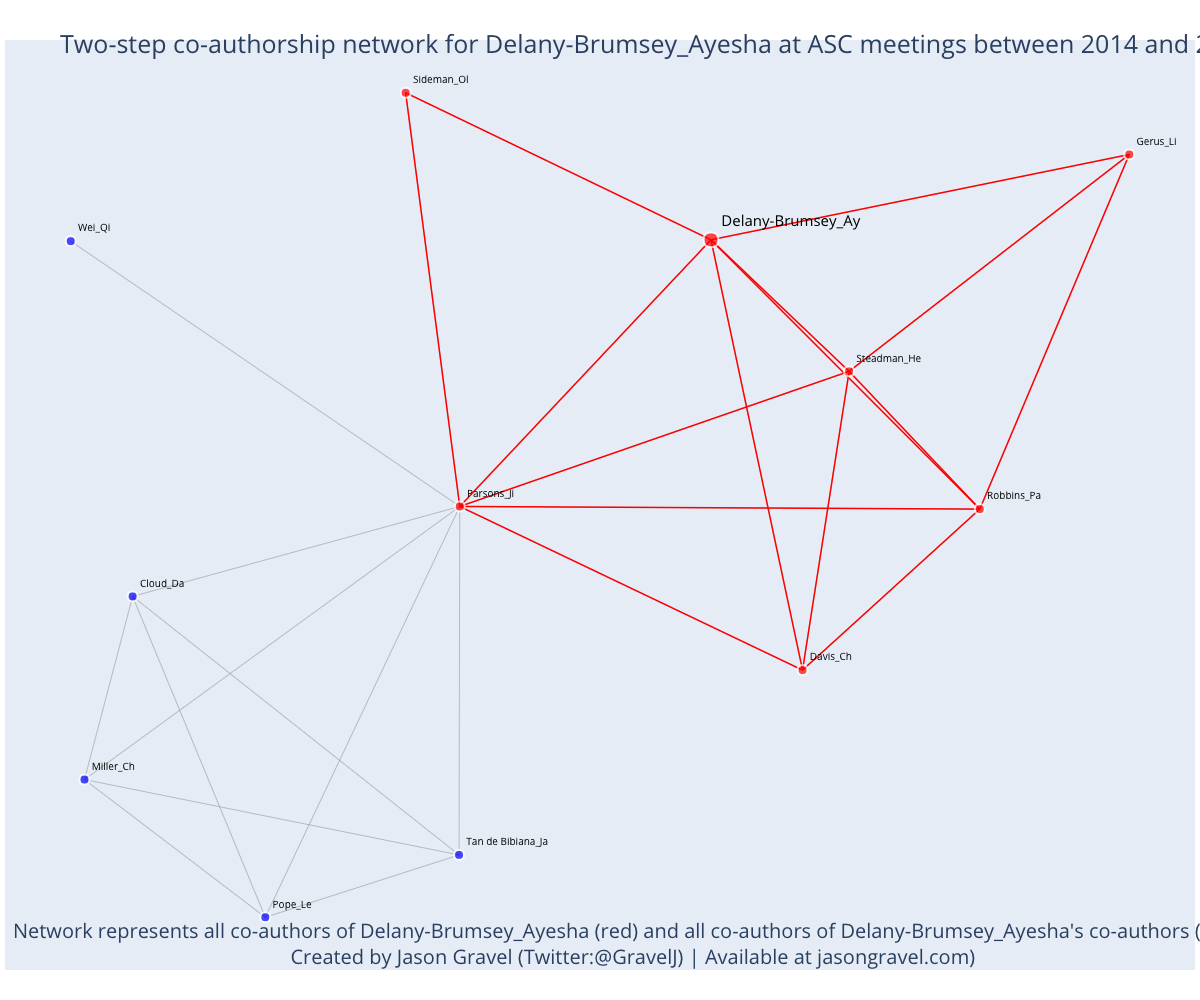 Two-step co-authorship network for Delany-Brumsey_Ayesha at ASC meetings between 2014 and
Sideman_Ol
Gerus_Li
Delany-Brumsey_Ay
Wei_Qi
Steadman_He
Parsons_Ji
Robbins_Pa
Cloud_Da
Davis_Ch
Miller_Ch
Tan de Bibiana_Ja
Pope_Le
Network represents all co-authors of Delany-Brumsey_Ayesha (red) and all co-authors of Delany-Brumsey_Ayesha's co-authors (
Created by Jason Gravel (Twitter:@GravelJ) | Available at jasongravel.com)